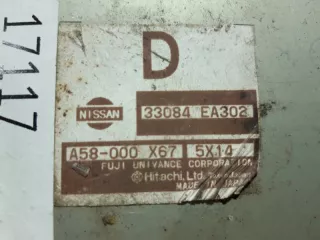 17117
D
NISSAN
33084 EA302
A58-000 X67 5X14
FUJI UNIVANCE CORPORATION
Hitachi, Ltd.
MADE IN JAPAN